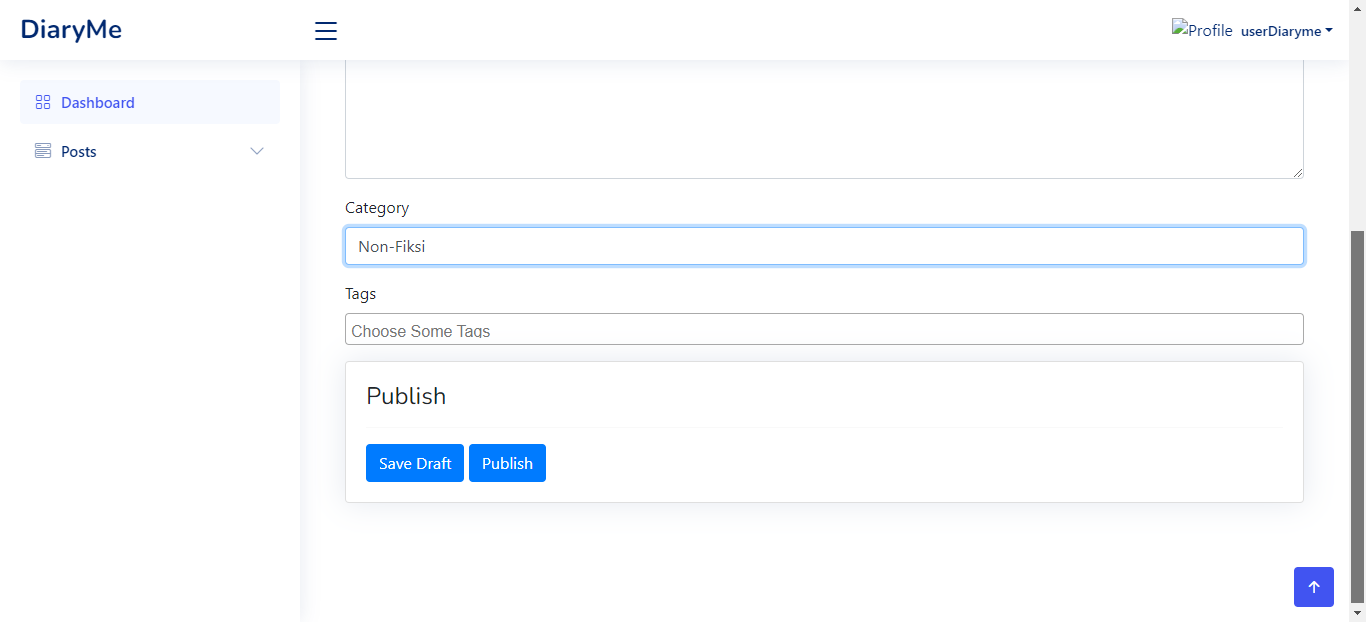 DiaryMe
Profile userDiaryme
Dashboard
Posts
Category
Non-Fiksi
Tags
Choose Some Tags
Publish
Save Draft Publish